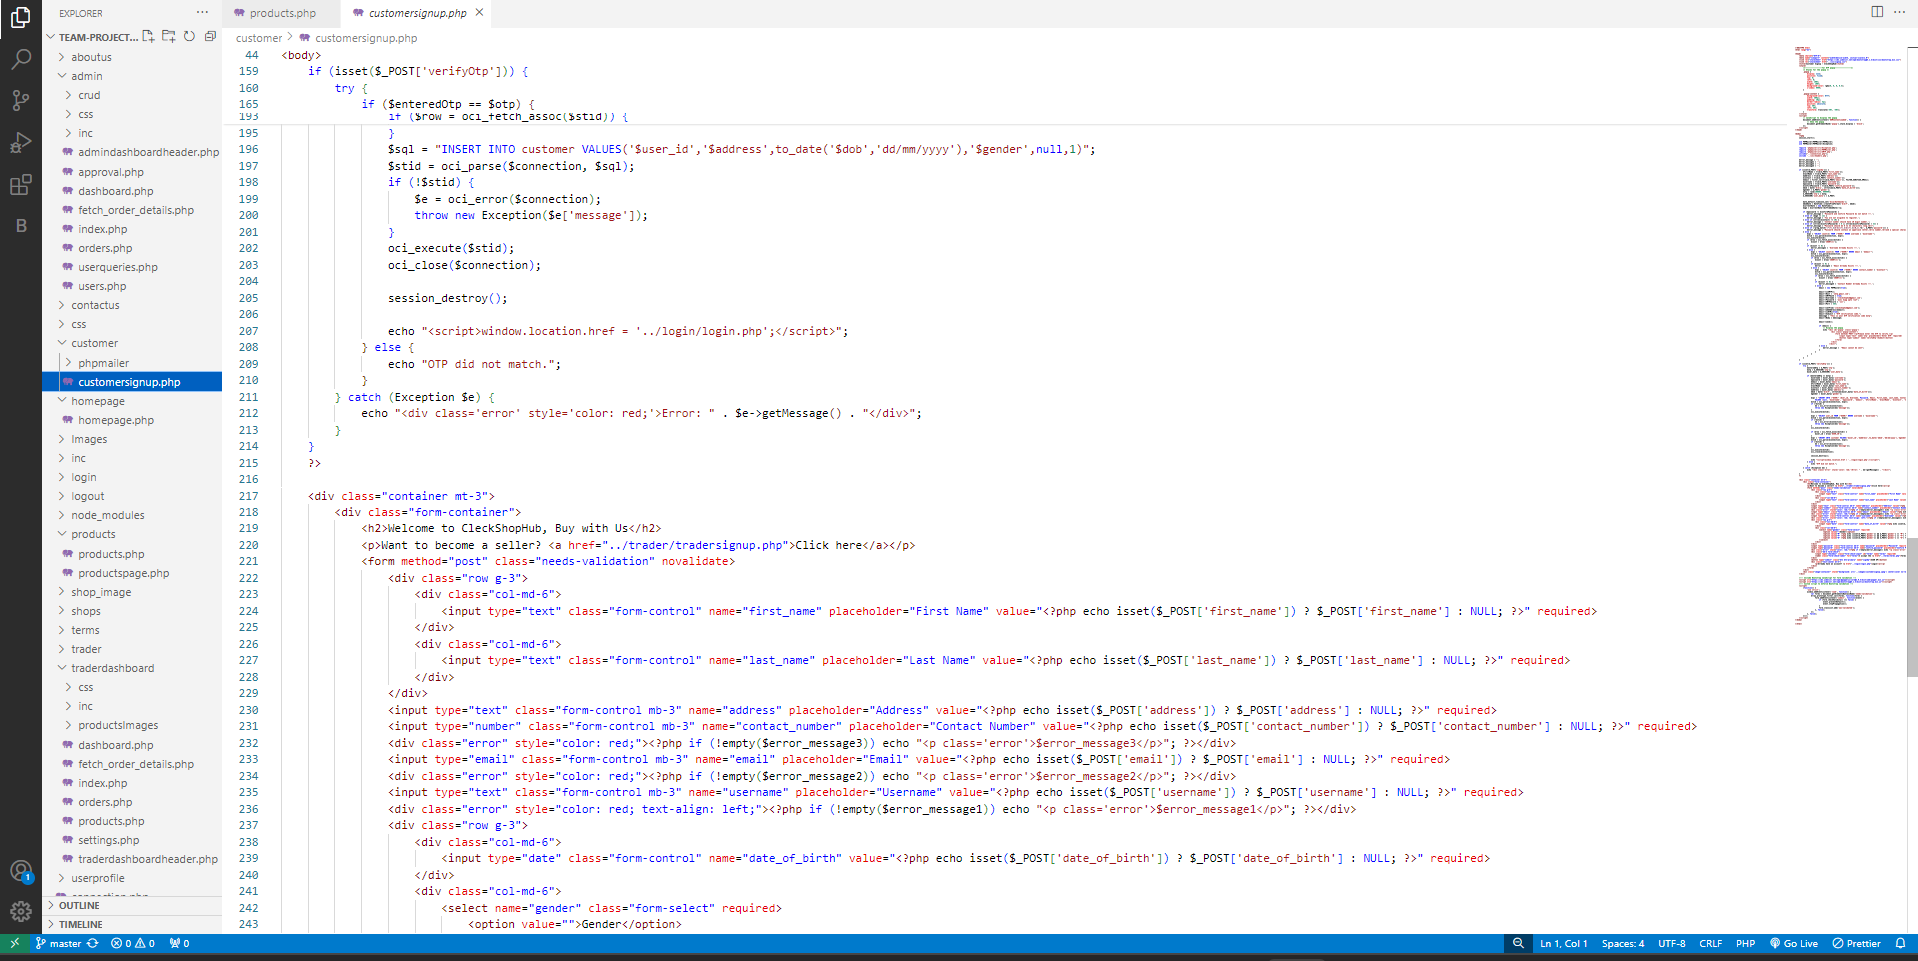 EXPLORER
products.php
customersignup.php
TEAM-PROJECT...
customer
customersignup.php
aboutus
admin
crud
css
inc
admindashboardheader.php
approval.php
dashboard.php
fetch_order_details.php
index.php
orders.php
userqueries.php
users.php
contactus
css
customer
phpmailer
customersignup.php
homepage
homepage.php
Images
inc
login
logout
node_modules
products
products.php
productspage.php
shop_image
shops
terms
trader
traderdashboard
css
inc
productsImages
dashboard.php
fetch_order_details.php
index.php
orders.php
products.php
settings.php
traderdashboardheader.php
userprofile
OUTLINE
TIMELINE
44 <body>
159 if (isset($_POST['verifyOtp'])) {
160 try {
165 if ($enteredOtp == $otp) {
193 if ($row = oci_fetch_assoc($stid)) {
195 }
196 $sql = "INSERT INTO customer VALUES('$user_id','$address',to_date('$dob','dd/mm/yyyy'),'$gender',null,1)";
197 $stid = oci_parse($connection, $sql);
198 if (!$stid) {
199 $e = oci_error($connection);
200 throw new Exception($e['message']);
201 }
202 oci_execute($stid);
203 oci_close($connection);
204
205 session_destroy();
206
207 echo "<script>window.location.href = '../login/login.php';</script>";
208 } else {
209 echo "OTP did not match.";
210 }
211 } catch (Exception $e) {
212 echo "<div class='error' style='color: red;'>Error: " . $e->getMessage() . "</div>";
213 }
214 }
215 ?>
216
217 <div class="container mt-3">
218 <div class="form-container">
219 <h2>Welcome to CleckShopHub, Buy with Us</h2>
220 <p>Want to become a seller? <a href="../trader/tradersignup.php">Click here</a></p>
221 <form method="post" class="needs-validation" novalidate>
222 <div class="row g-3">
223 <div class="col-md-6">
224 <input type="text" class="form-control" name="first_name" placeholder="First Name" value="<?php echo isset($_POST['first_name']) ? $_POST['first_name'] : NULL; ?>" required>
225 </div>
226 <div class="col-md-6">
227 <input type="text" class="form-control" name="last_name" placeholder="Last Name" value="<?php echo isset($_POST['last_name']) ? $_POST['last_name'] : NULL; ?>" required>
228 </div>
229 </div>
230 <input type="text" class="form-control mb-3" name="address" placeholder="Address" value="<?php echo isset($_POST['address']) ? $_POST['address'] : NULL; ?>" required>
231 <input type="number" class="form-control mb-3" name="contact_number" placeholder="Contact Number" value="<?php echo isset($_POST['contact_number']) ? $_POST['contact_number'] : NULL; ?>" required>
232 <div class="error" style="color: red;"><?php if (!empty($error_message3)) echo "<p class='error'>$error_message3</p>"; ?></div>
233 <input type="email" class="form-control mb-3" name="email" placeholder="Email" value="<?php echo isset($_POST['email']) ? $_POST['email'] : NULL; ?>" required>
234 <div class="error" style="color: red;"><?php if (!empty($error_message2)) echo "<p class='error'>$error_message2</p>"; ?></div>
235 <input type="text" class="form-control mb-3" name="username" placeholder="Username" value="<?php echo isset($_POST['username']) ? $_POST['username'] : NULL; ?>" required>
236 <div class="error" style="color: red; text-align: left;"><?php if (!empty($error_message1)) echo "<p class='error'>$error_message1</p>"; ?></div>
237 <div class="row g-3">
238 <div class="col-md-6">
239 <input type="date" class="form-control" name="date_of_birth" value="<?php echo isset($_POST['date_of_birth']) ? $_POST['date_of_birth'] : NULL; ?>" required>
240 </div>
241 <div class="col-md-6">
242 <select name="gender" class="form-select" required>
243 <option value="">Gender</option>
B
1
master 0 0 0
Ln 1, Col 1 Spaces: 4 UTF-8 CRLF PHP Go Live Prettier